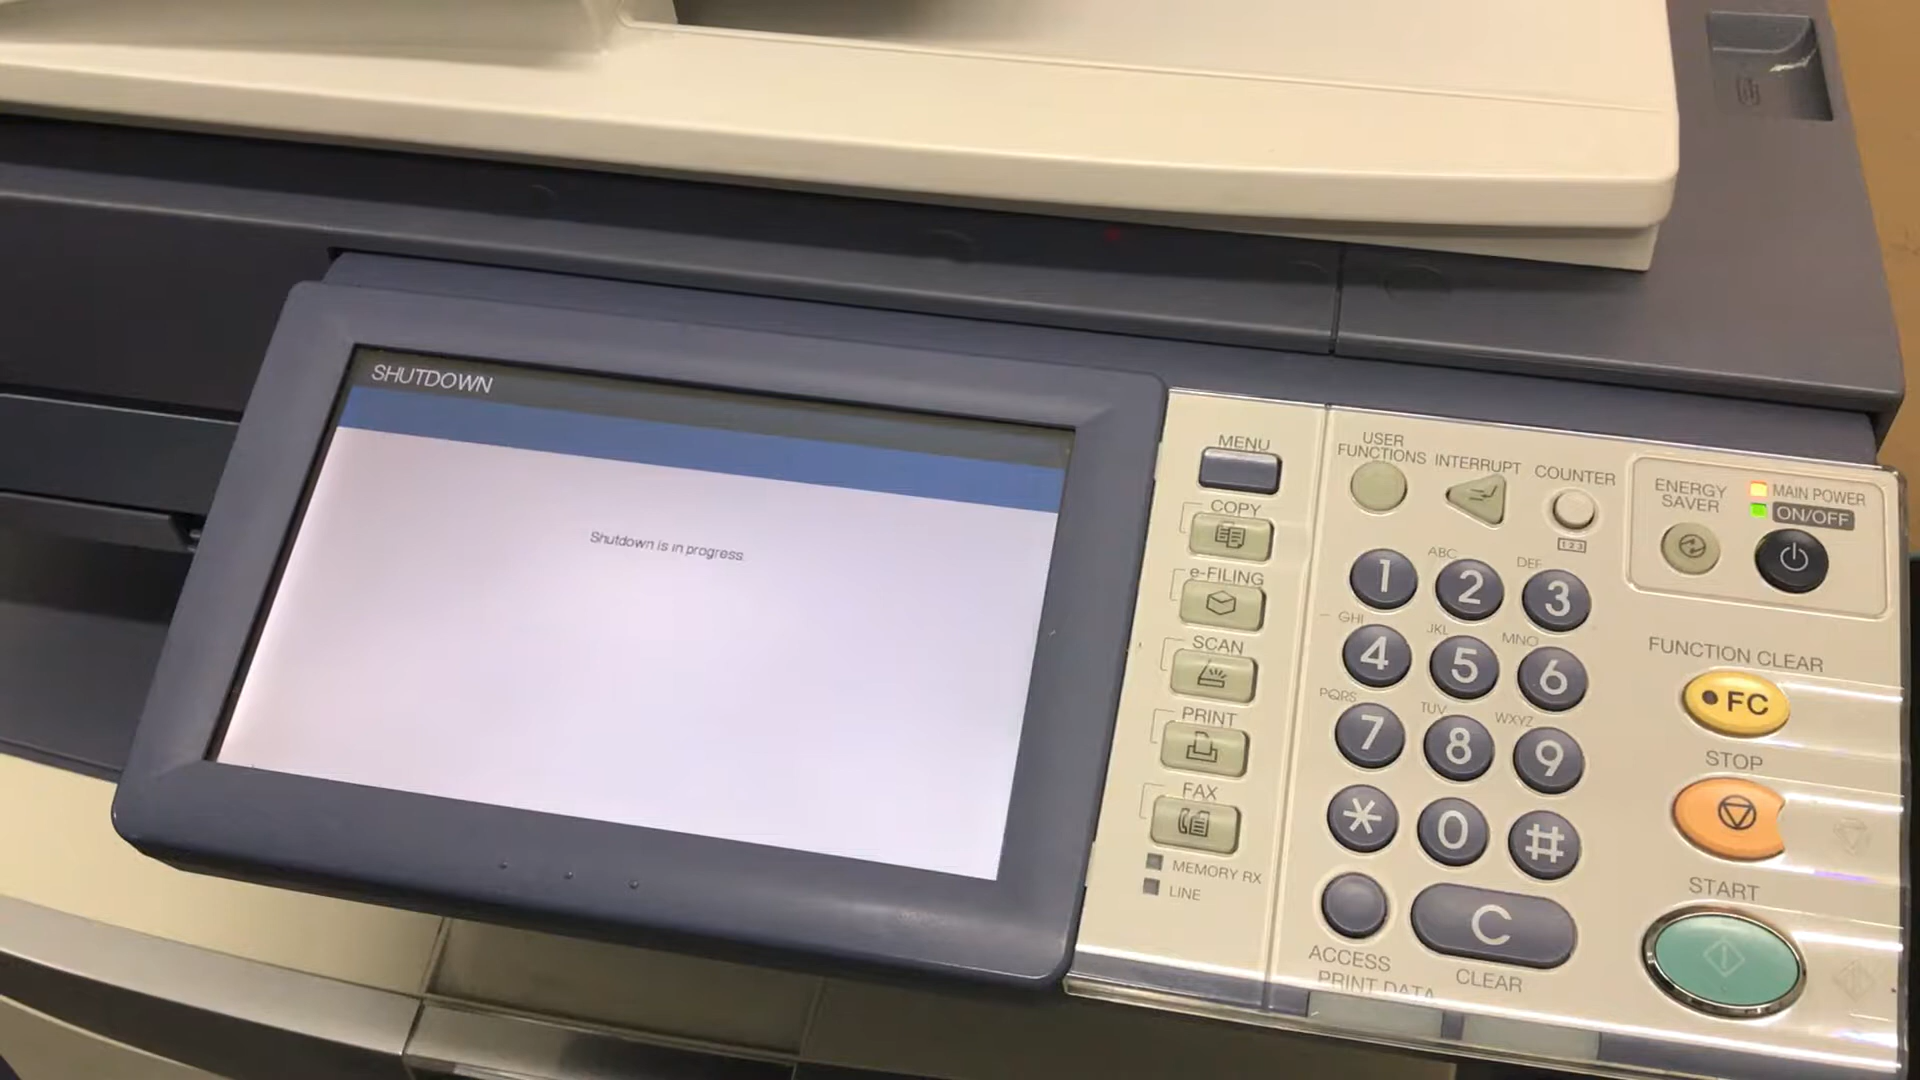 SHUTDOWN
Shutdown is in progress.
MENU
COPY
e-FILING
SCAN
PRINT
FAX
MEMORY RX
LINE
USER
FUNCTIONS
INTERRUPT
COUNTER
123
ENERGY
SAVER
MAIN POWER
ON/OFF
1
ABC
2
DEF
3
GHI
4
JKL
5
MNO
6
PQRS
7
TUV
8
WXYZ
9
*
0
#
ACCESS
PRINT DATA
C
CLEAR
FUNCTION CLEAR
FC
STOP
START